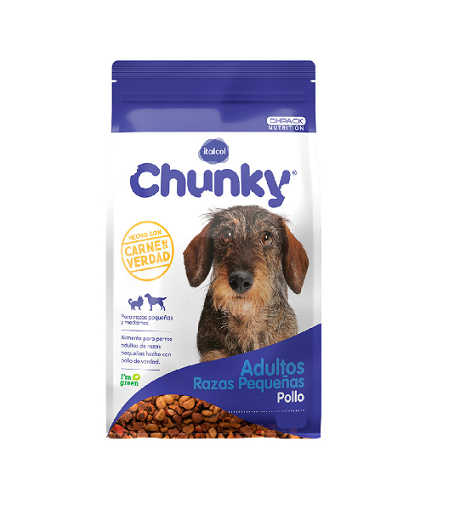 DHPACK
NUTRITION
italcol
Chunky®
HECHO CON
CARNE DE
VERDAD
Para razas pequeñas
y medianas.
Alimento para perros
adultos de razas
pequeñas hecho con
pollo de verdad.
I'm
green
Adultos
Razas Pequeñas
Pollo